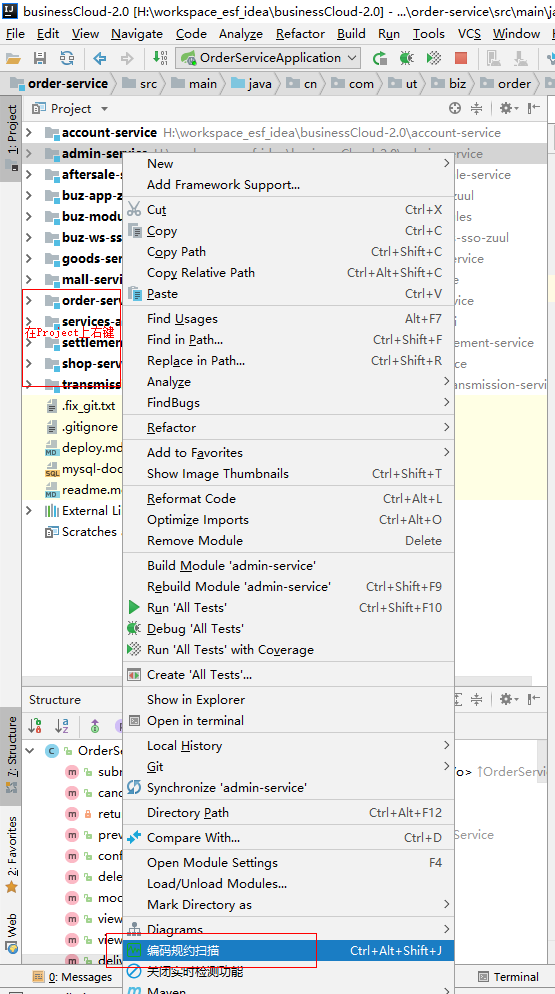 businessCloud-2.0 [H:\workspace_esf_idea\businessCloud-2.0] - ...\order-service\src\main\ja
File Edit View Navigate Code Analyze Refactor Build Run Tools VCS Window
OrderServiceApplication
order-service src main java cn com ut biz order
1: Project
Project
account-service H:\workspace_esf_idea\businessCloud-2.0\account-service
admin-service
aftersale-s le-service
buz-app-z zuul
buz-modu les
buz-ws-ss -sso-zuul
goods-ser
mall-servi e
order-serv vice
在Project上右键
services-a i
settlement ement-service
shop-serv
transmissi ansmission-servi
.fix_git.txt
.gitignore
deploy.md
mysql-doc
readme.m
External Li
Scratches
New
Add Framework Support...
Cut Ctrl+X
Copy Ctrl+C
Copy Path Ctrl+Shift+C
Copy Relative Path Ctrl+Alt+Shift+C
Paste Ctrl+V
Find Usages Alt+F7
Find in Path... Ctrl+Shift+F
Replace in Path... Ctrl+Shift+R
Analyze
FindBugs
Refactor
Add to Favorites
Show Image Thumbnails Ctrl+Shift+T
Reformat Code Ctrl+Alt+L
Optimize Imports Ctrl+Alt+O
Remove Module Delete
Build Module 'admin-service'
Rebuild Module 'admin-service' Ctrl+Shift+F9
Run 'All Tests' Ctrl+Shift+F10
Debug 'All Tests'
Run 'All Tests' with Coverage
Create 'All Tests'...
Show in Explorer
Open in terminal
Local History
Git
Synchronize 'admin-service'
Directory Path Ctrl+Alt+F12
Compare With... Ctrl+D
Open Module Settings F4
Load/Unload Modules...
Mark Directory as
Diagrams
编码规约扫描 Ctrl+Alt+Shift+J
关闭实时检测功能
Maven
Structure
7: Structure
OrderSe
subm
canc
retu
prev
conf
dele
mod
view
view
deliv
o> ↑OrderServi
Service
2: Favorites
Web
0: Messages
Terminal